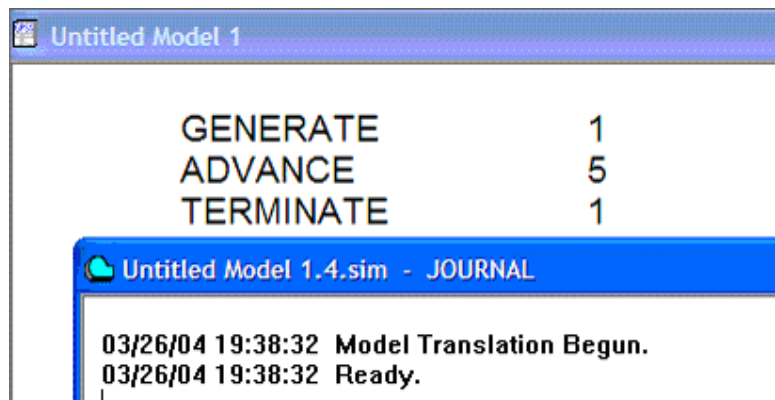 Untitled Model 1
GENERATE 1
ADVANCE 5
TERMINATE 1
Untitled Model 1.4.sim - JOURNAL
03/26/04 19:38:32 Model Translation Begun.
03/26/04 19:38:32 Ready.